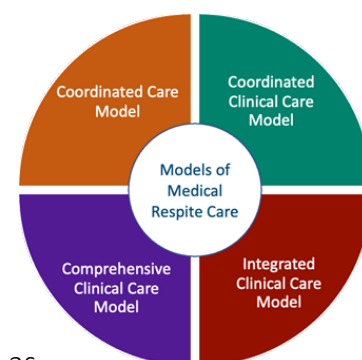 Coordinated Care
Model
Coordinated
Clinical Care
Model
Models of
Medical
Respite Care
Comprehensive
Clinical Care
Model
Integrated
Clinical Care
Model